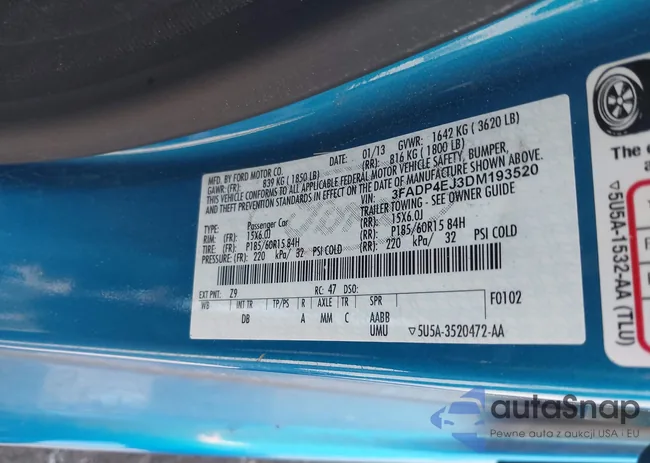 MFD. BY FORD MOTOR CO.
DATE: 01/13 GVWR: 1642 KG ( 3620 LB)
GAWR: (FR): 839 KG ( 1850 LB) (RR): 816 KG ( 1800 LB)
THIS VEHICLE CONFORMS TO ALL APPLICABLE FEDERAL MOTOR VEHICLE SAFETY, BUMPER,
AND THEFT PREVENTION STANDARDS IN EFFECT ON THE DATE OF MANUFACTURE SHOWN ABOVE.
VIN: 3FADP4EJ3DM193520
TYPE: Passenger Car TRAILER TOWING - SEE OWNER GUIDE
RIM: (FR): 15X6.0J (RR): 15X6.0J
TIRE: (FR): P185/60R15 84H (RR): P185/60R15 84H
PRESSURE: (FR): 220 kPa/ 32 PSI COLD (RR): 220 kPa/ 32 PSI COLD
EXT PNT: Z9 RC: 47 DSO:
WB INT TR TP/PS R AXLE TR SPR F0102
DB A MM C AABB
UMU ▽5U5A-3520472-AA
The e
▽5U5A-1532-AA (TLU)
autaSnap
Pewne auta z aukcji USA i EU